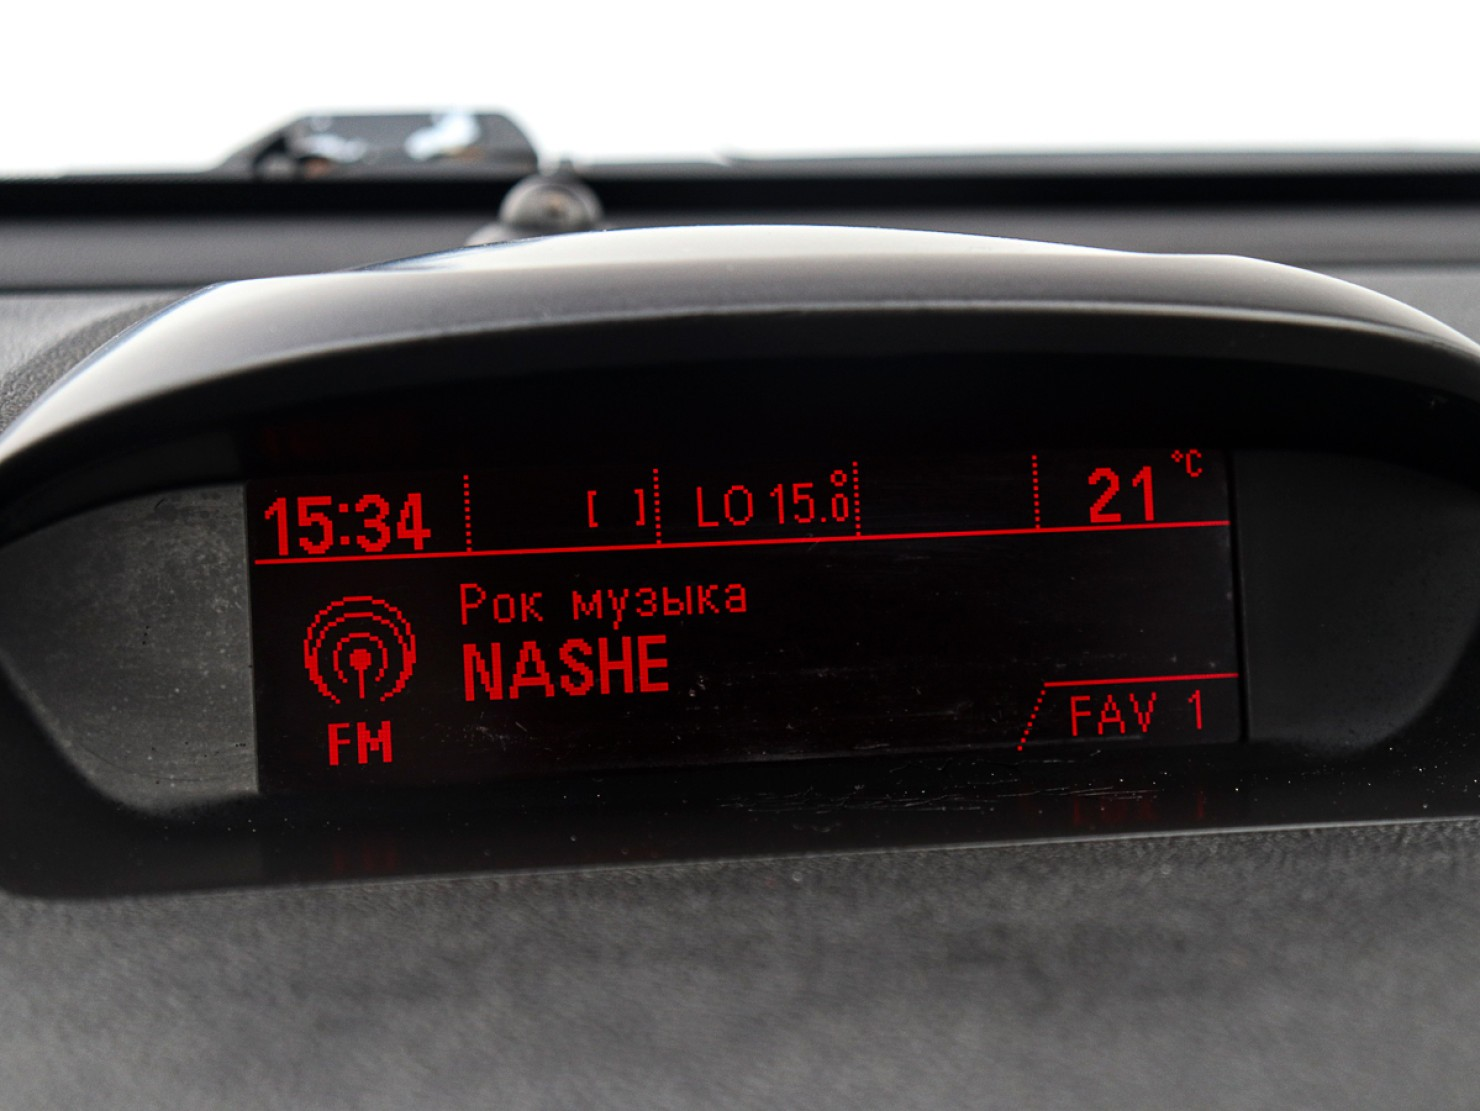 15:34 [ ] LO 15.0° 21 °C
Рок музыка
NASHE
FM
FAV 1